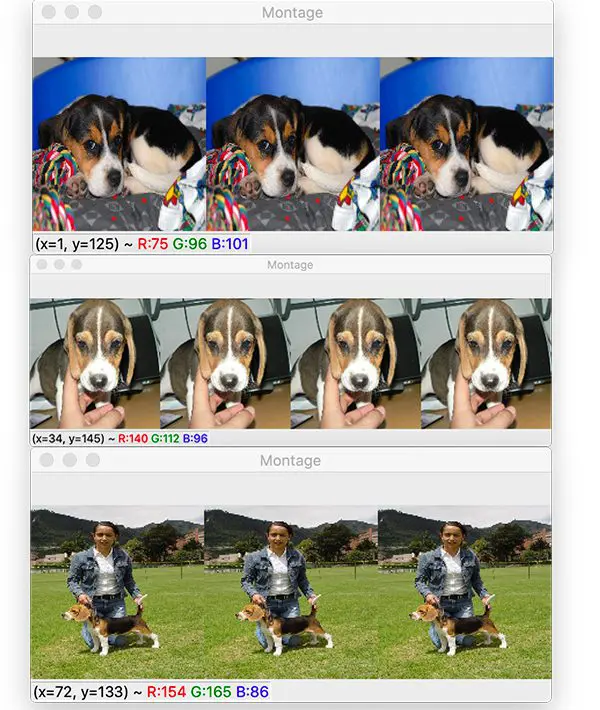 Montage
(x=1, y=125) ~ R:75 G:96 B:101
Montage
(x=34, y=145) ~ R:140 G:112 B:96
Montage
(x=72, y=133) ~ R:154 G:165 B:86